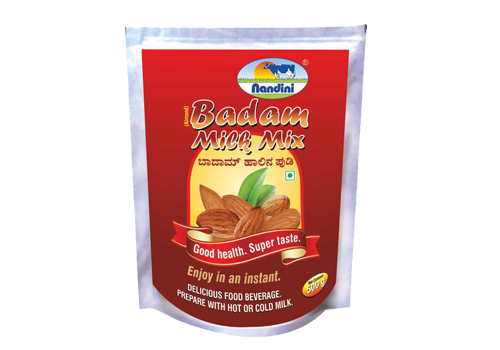 ®
Nandini
(Almond)
Badam
Milk Mix
ಬಾದಾಮ್ ಹಾಲಿನ ಪುಡಿ
Good health. Super taste.
Enjoy in an instant.
DELICIOUS FOOD BEVERAGE.
PREPARE WITH HOT OR COLD MILK.
500 g